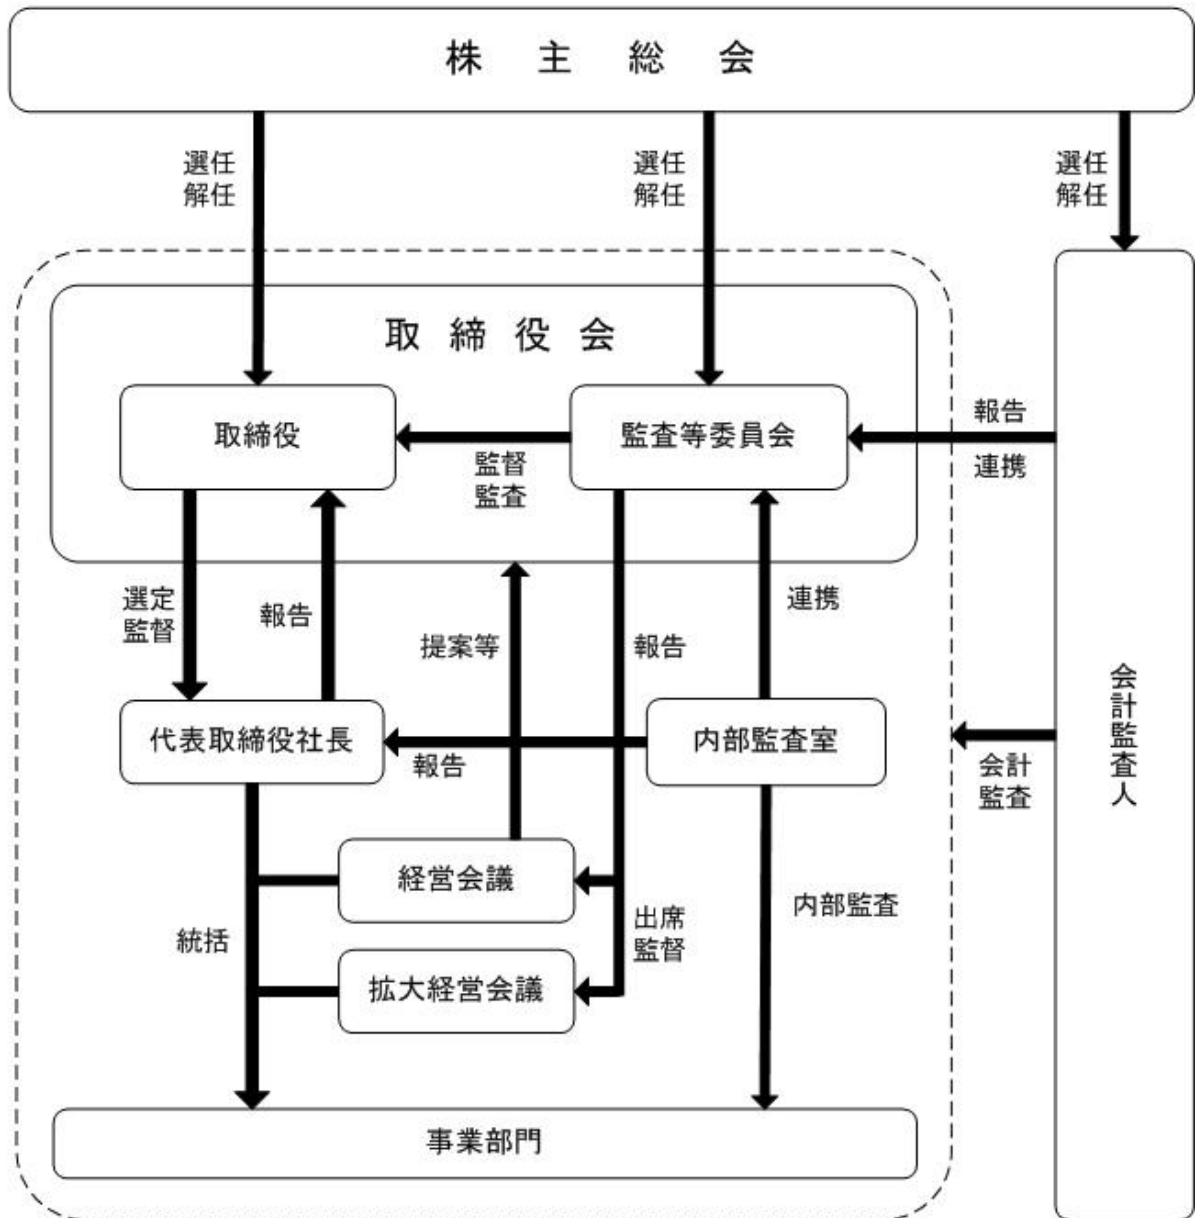 株主総会
選任
解任
選任
解任
選任
解任
取締役会
取締役
監査等委員会
監督
監査
報告
連携
選定
監督
報告
提案等
報告
連携
代表取締役社長
報告
内部監査室
会計監査人
会計
監査
経営会議
統括
出席
監督
内部監査
拡大経営会議
事業部門